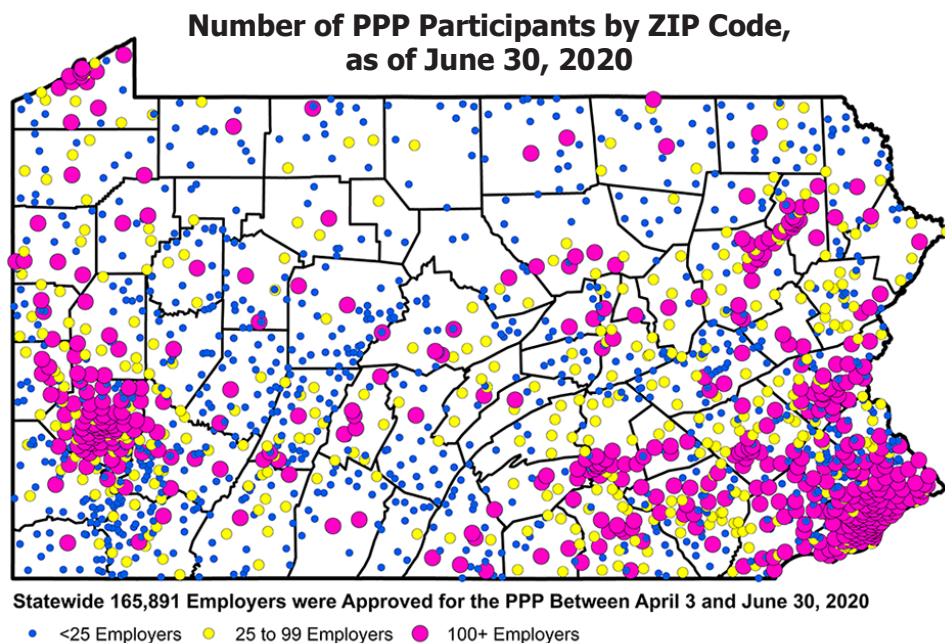 Number of PPP Participants by ZIP Code,
as of June 30, 2020
Statewide 165,891 Employers were Approved for the PPP Between April 3 and June 30, 2020
<25 Employers 25 to 99 Employers 100+ Employers